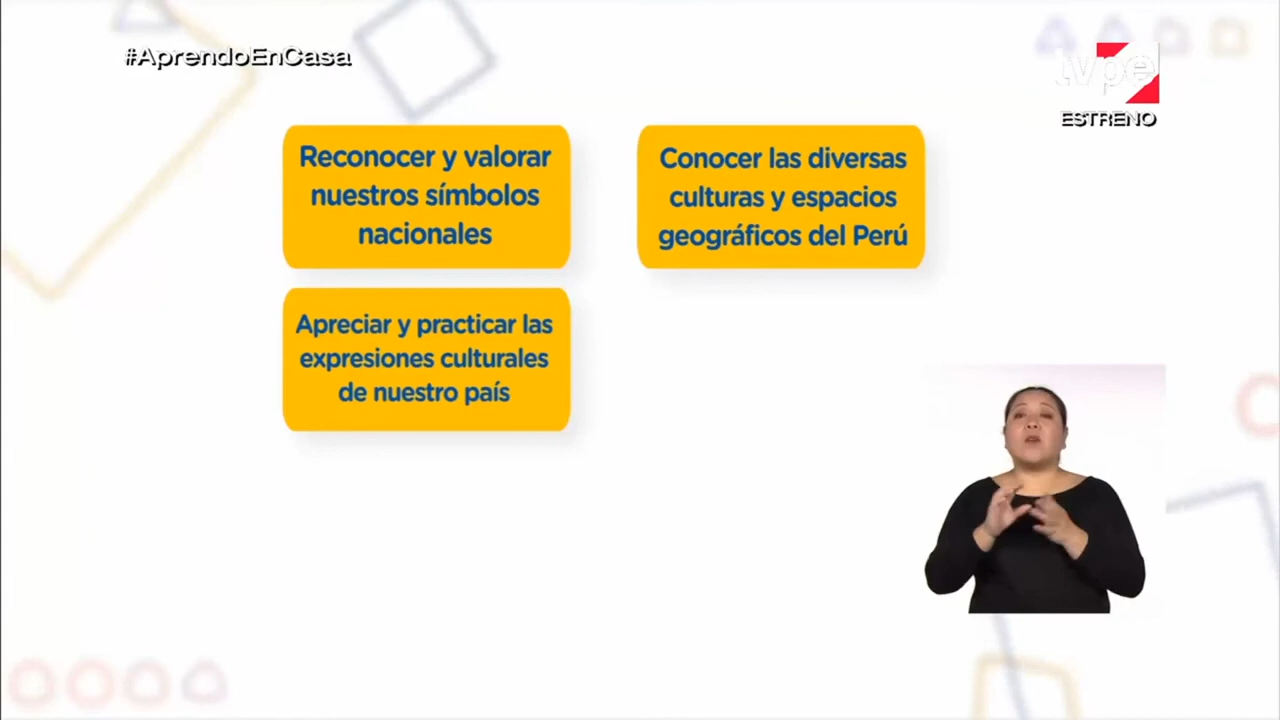 #AprendoEnCasa
tvpe
ESTRENO
Reconocer y valorar
nuestros símbolos
nacionales
Conocer las diversas
culturas y espacios
geográficos del Perú
Apreciar y practicar las
expresiones culturales
de nuestro país